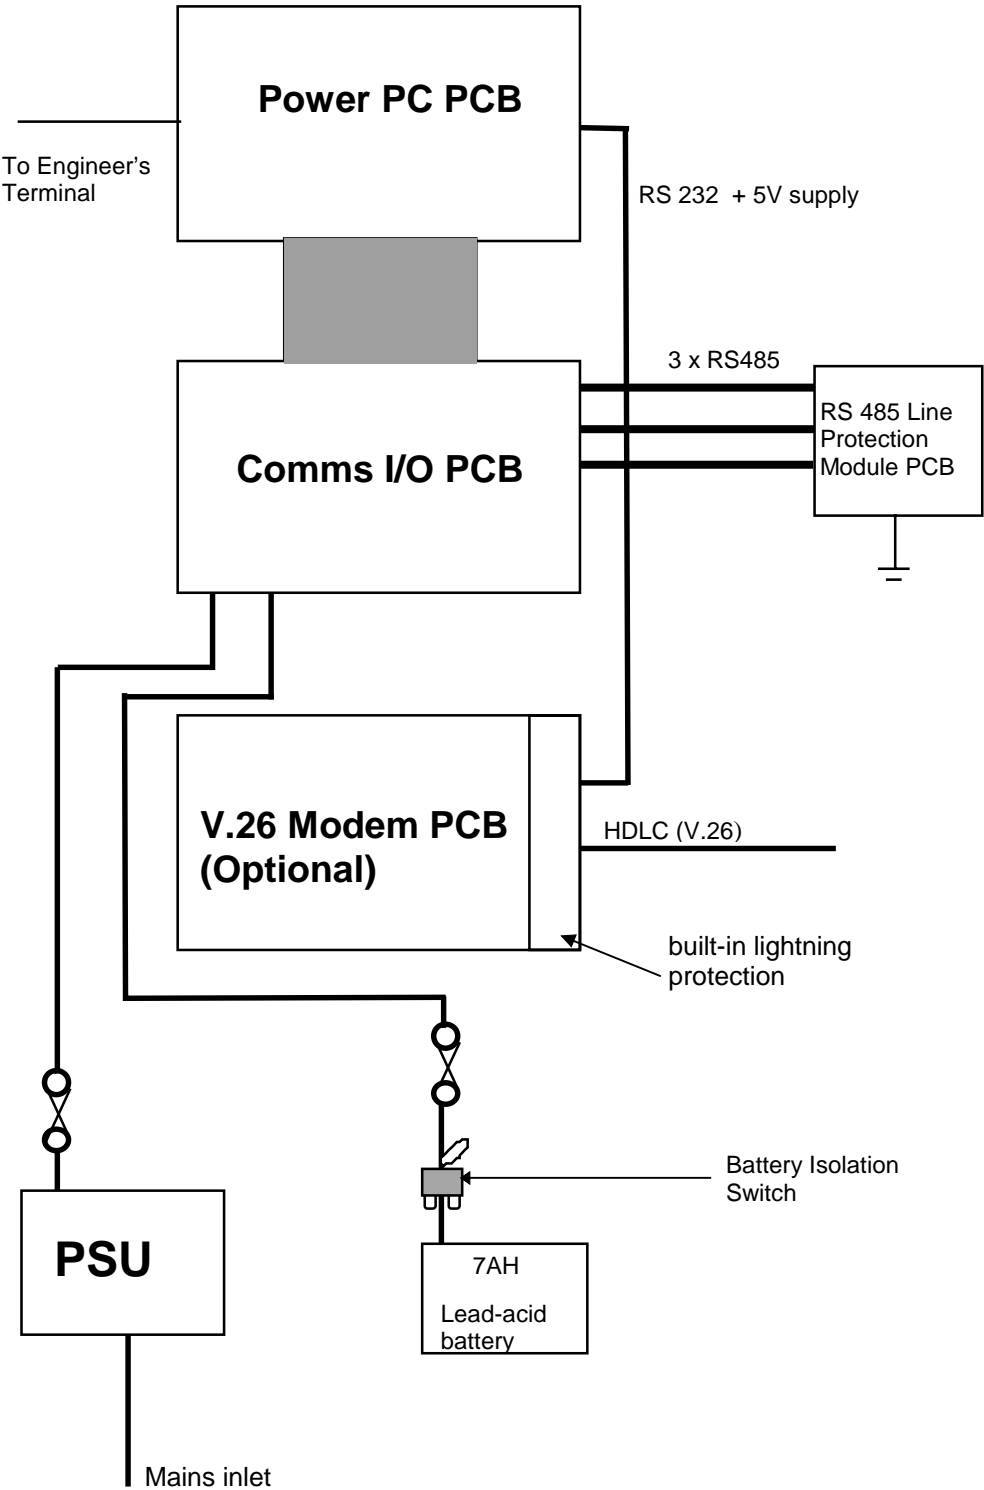 Power PC PCB
To Engineer's
Terminal
RS 232  + 5V supply
3 x RS485
RS 485 Line
Protection
Module PCB
Comms I/O PCB
V.26 Modem PCB
(Optional)
HDLC (V.26)
built-in lightning
protection
Battery Isolation
Switch
PSU
7AH
Lead-acid
battery
Mains inlet